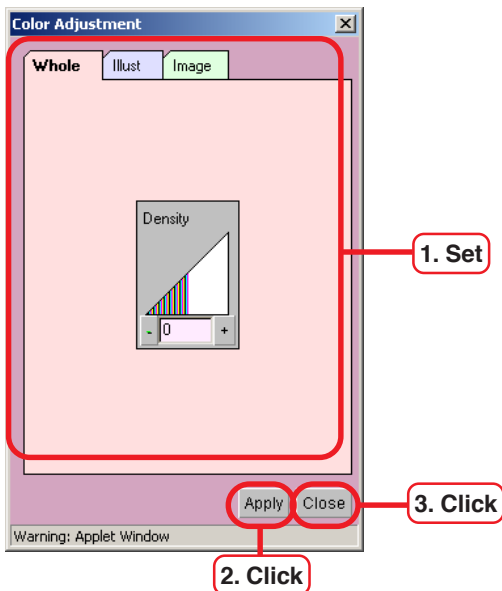 Color Adjustment
Whole Illust Image
Density
- 0 +
1. Set
Apply Close
3. Click
Warning: Applet Window
2. Click